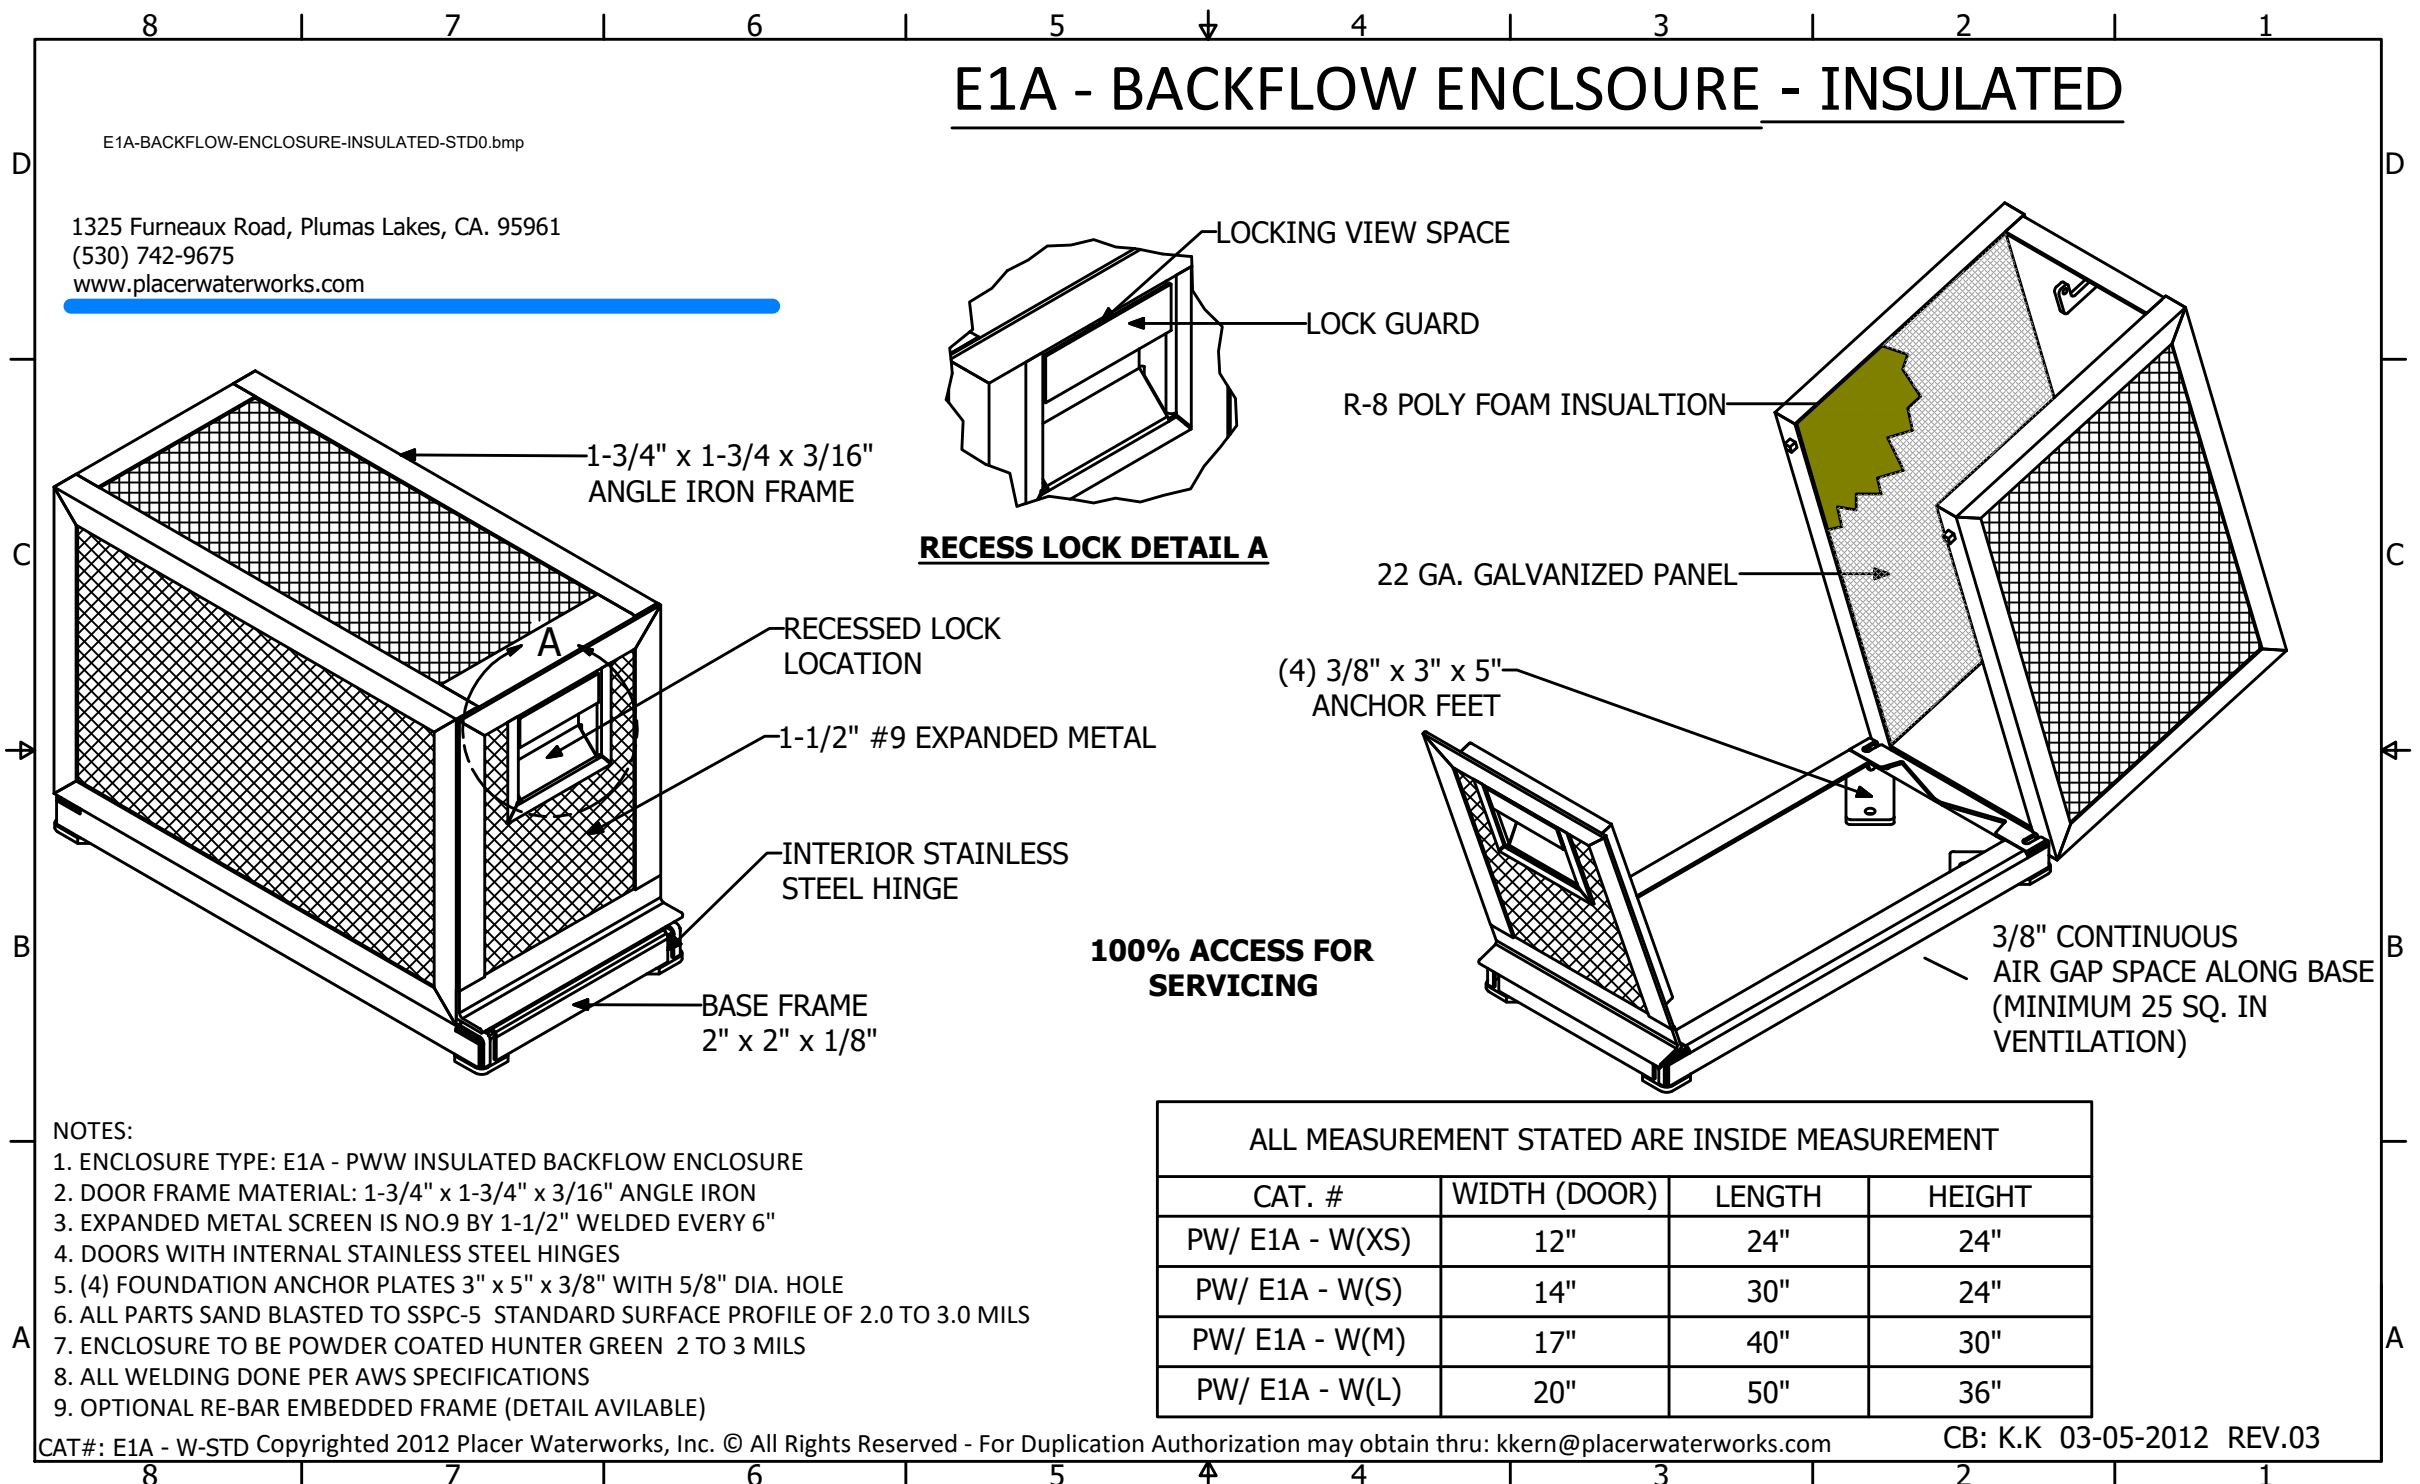 8 7 6 5 4 3 2 1
E1A - BACKFLOW ENCLSOURE - INSULATED
E1A-BACKFLOW-ENCLOSURE-INSULATED-STD0.bmp
D D
1325 Furneaux Road, Plumas Lakes, CA. 95961
(530) 742-9675
www.placerwaterworks.com
LOCKING VIEW SPACE
LOCK GUARD
R-8 POLY FOAM INSUALTION
1-3/4" x 1-3/4 x 3/16"
ANGLE IRON FRAME
RECESS LOCK DETAIL A
C C
22 GA. GALVANIZED PANEL
A
RECESSED LOCK
LOCATION
(4) 3/8" x 3" x 5"
ANCHOR FEET
1-1/2" #9 EXPANDED METAL
INTERIOR STAINLESS
STEEL HINGE
100% ACCESS FOR
SERVICING
B B
3/8" CONTINUOUS
AIR GAP SPACE ALONG BASE
(MINIMUM 25 SQ. IN
VENTILATION)
BASE FRAME
2" x 2" x 1/8"
NOTES:
1. ENCLOSURE TYPE: E1A - PWW INSULATED BACKFLOW ENCLOSURE
2. DOOR FRAME MATERIAL: 1-3/4" x 1-3/4" x 3/16" ANGLE IRON
3. EXPANDED METAL SCREEN IS NO.9 BY 1-1/2" WELDED EVERY 6"
4. DOORS WITH INTERNAL STAINLESS STEEL HINGES
5. (4) FOUNDATION ANCHOR PLATES 3" x 5" x 3/8" WITH 5/8" DIA. HOLE
6. ALL PARTS SAND BLASTED TO SSPC-5 STANDARD SURFACE PROFILE OF 2.0 TO 3.0 MILS
7. ENCLOSURE TO BE POWDER COATED HUNTER GREEN 2 TO 3 MILS
8. ALL WELDING DONE PER AWS SPECIFICATIONS
9. OPTIONAL RE-BAR EMBEDDED FRAME (DETAIL AVILABLE)
ALL MEASUREMENT STATED ARE INSIDE MEASUREMENT
CAT. # WIDTH (DOOR) LENGTH HEIGHT
PW/ E1A - W(XS) 12" 24" 24"
PW/ E1A - W(S) 14" 30" 24"
PW/ E1A - W(M) 17" 40" 30"
PW/ E1A - W(L) 20" 50" 36"
A A
CAT#: E1A - W-STD Copyrighted 2012 Placer Waterworks, Inc. © All Rights Reserved - For Duplication Authorization may obtain thru: kkern@placerwaterworks.com
CB: K.K 03-05-2012 REV.03
8 7 6 5 4 3 2 1